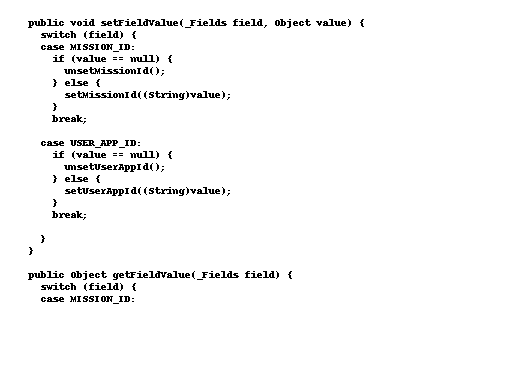 public void setFieldValue(_Fields field, Object value) {
switch (field) {
case MISSION_ID:
if (value == null) {
unsetMissionId();
} else {
setMissionId((String)value);
}
break;
case USER_APP_ID:
if (value == null) {
unsetUserAppId();
} else {
setUserAppId((String)value);
}
break;
}
}
public Object getFieldValue(_Fields field) {
switch (field) {
case MISSION_ID: